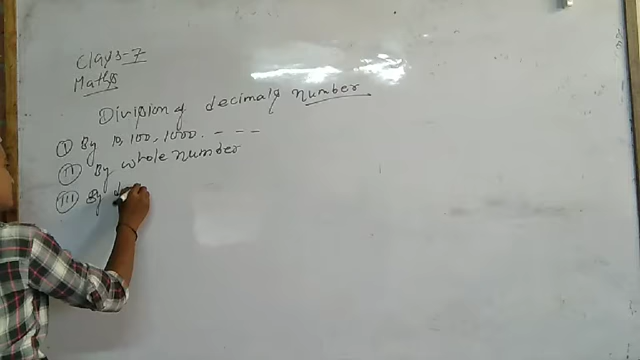 Class-7
Maths
Division of decimals number
(I) By 10, 100, 1000. - - -
(II) By whole number
(III) By